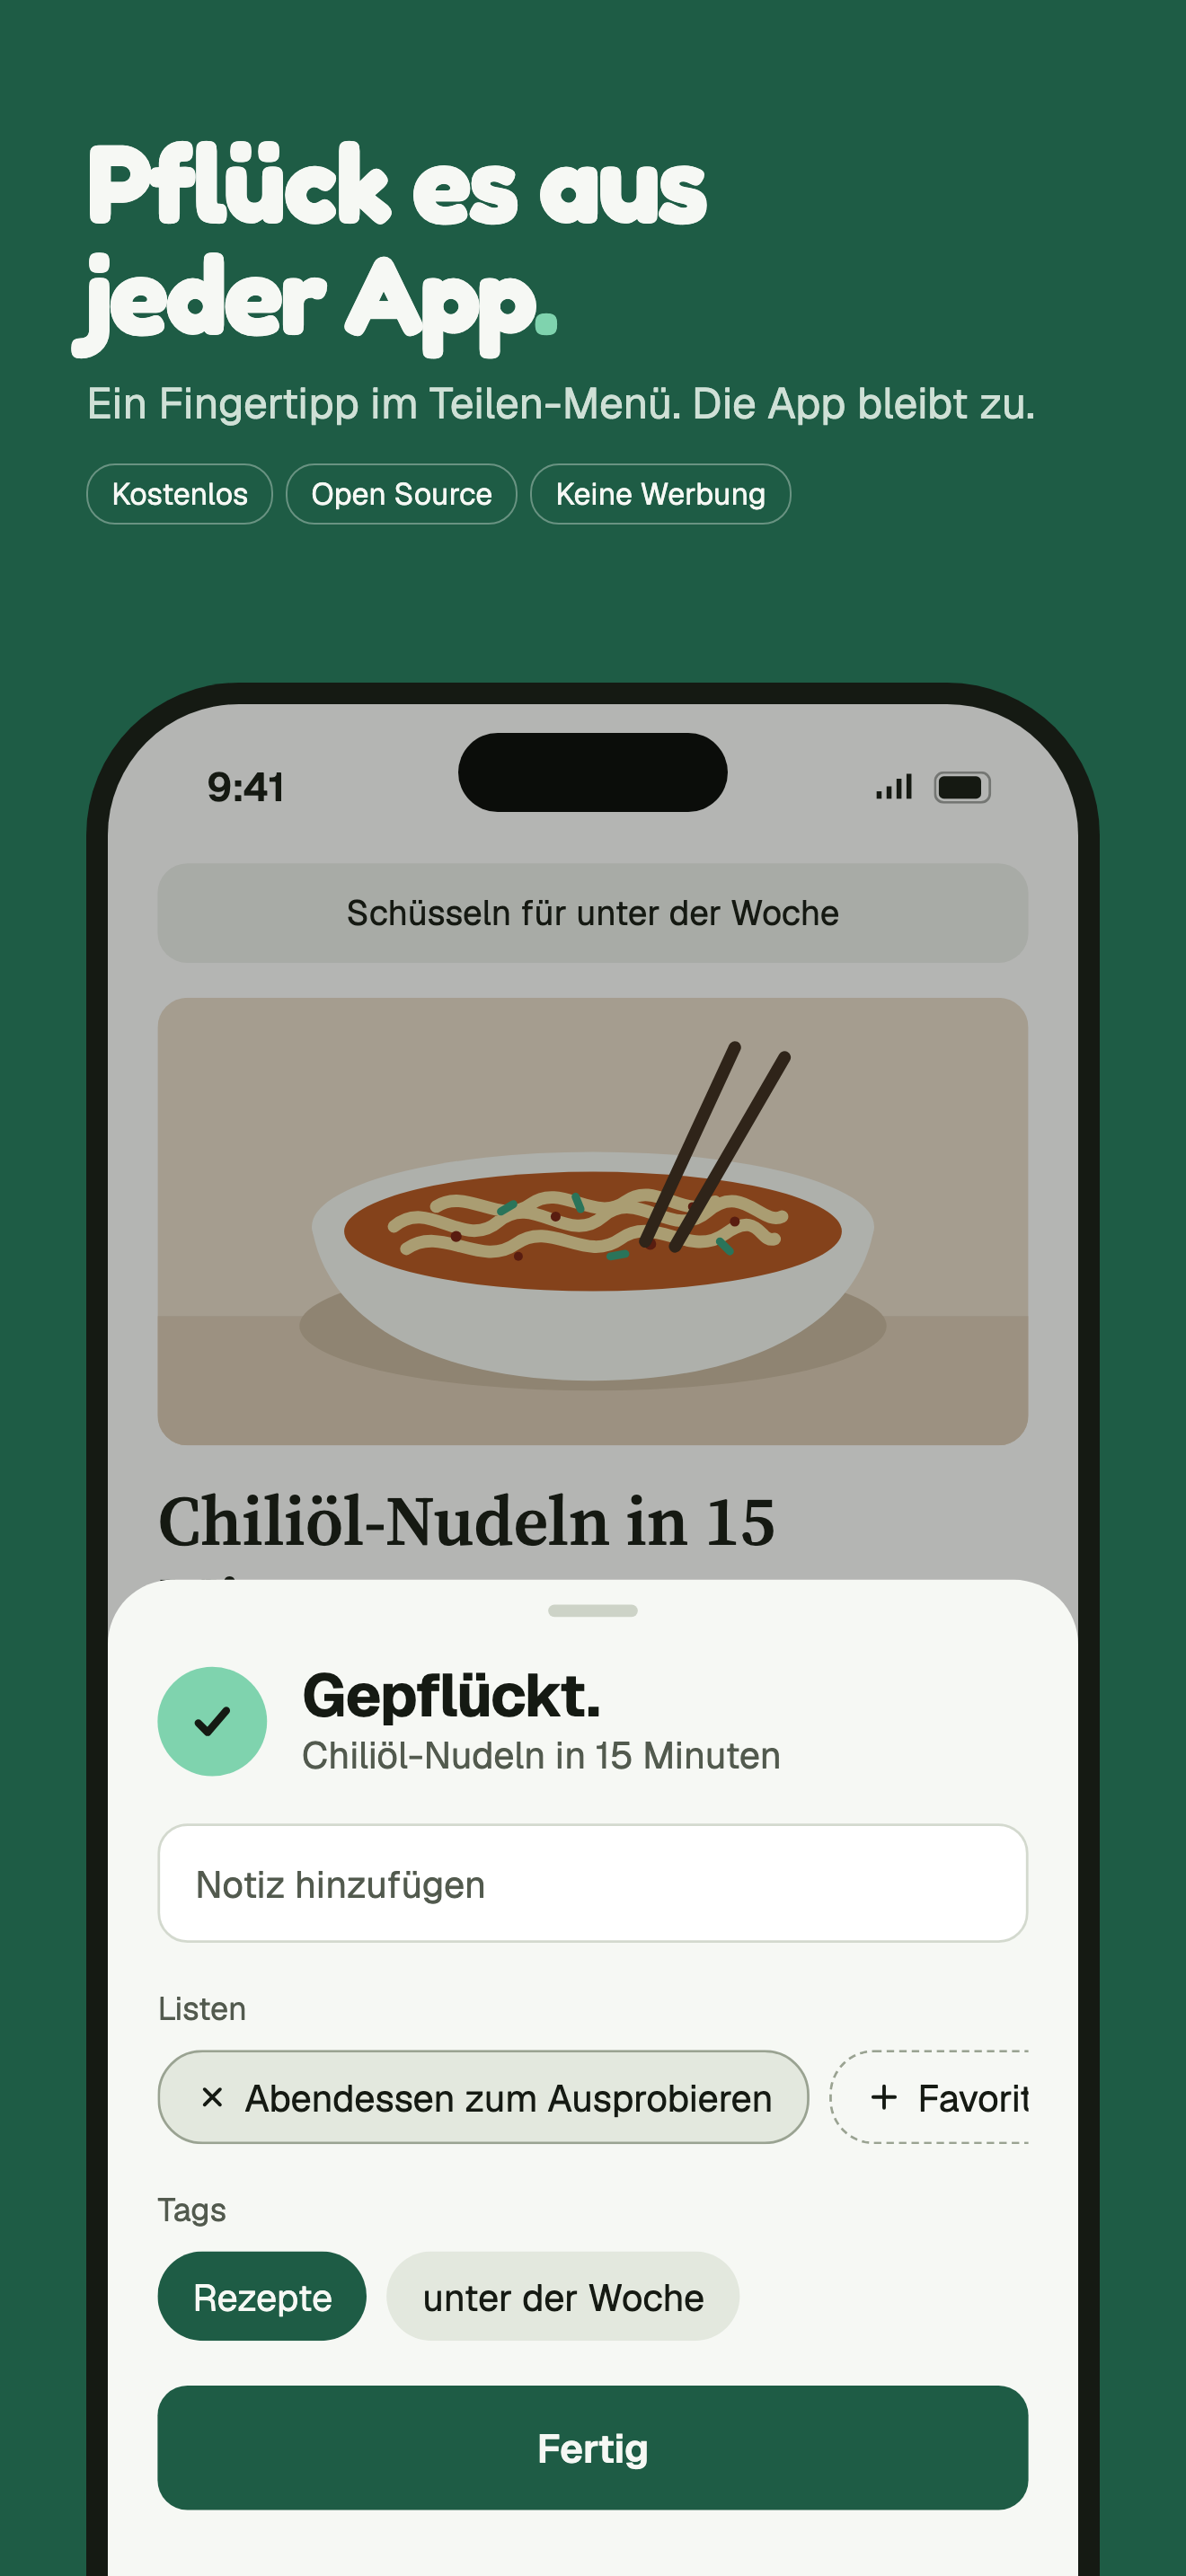 Pflück es aus
jeder App.
Ein Fingertipp im Teilen-Menü. Die App bleibt zu.
Kostenlos
Open Source
Keine Werbung
9:41
Schüsseln für unter der Woche
Chiliöl-Nudeln in 15
Gepflückt.
Chiliöl-Nudeln in 15 Minuten
Notiz hinzufügen
Listen
× Abendessen zum Ausprobieren
+ Favorit
Tags
Rezepte
unter der Woche
Fertig